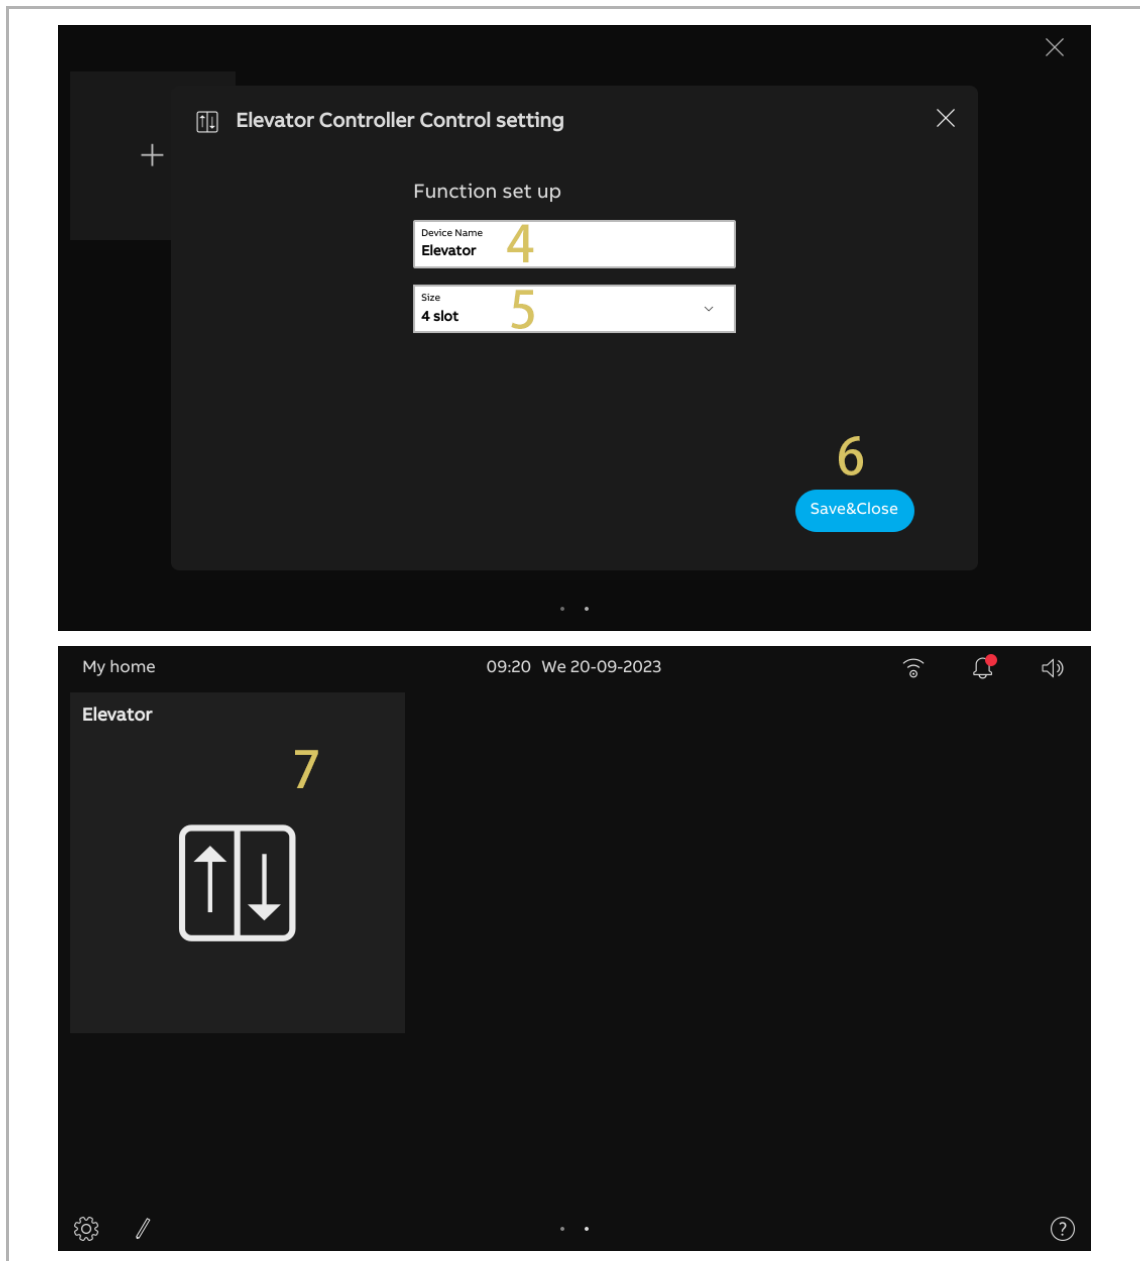 Elevator Controller Control setting
Function set up
Device Name
Elevator
4
Size
4 slot
5
6
Save&Close
My home
09:20 We 20-09-2023
Elevator
7
?